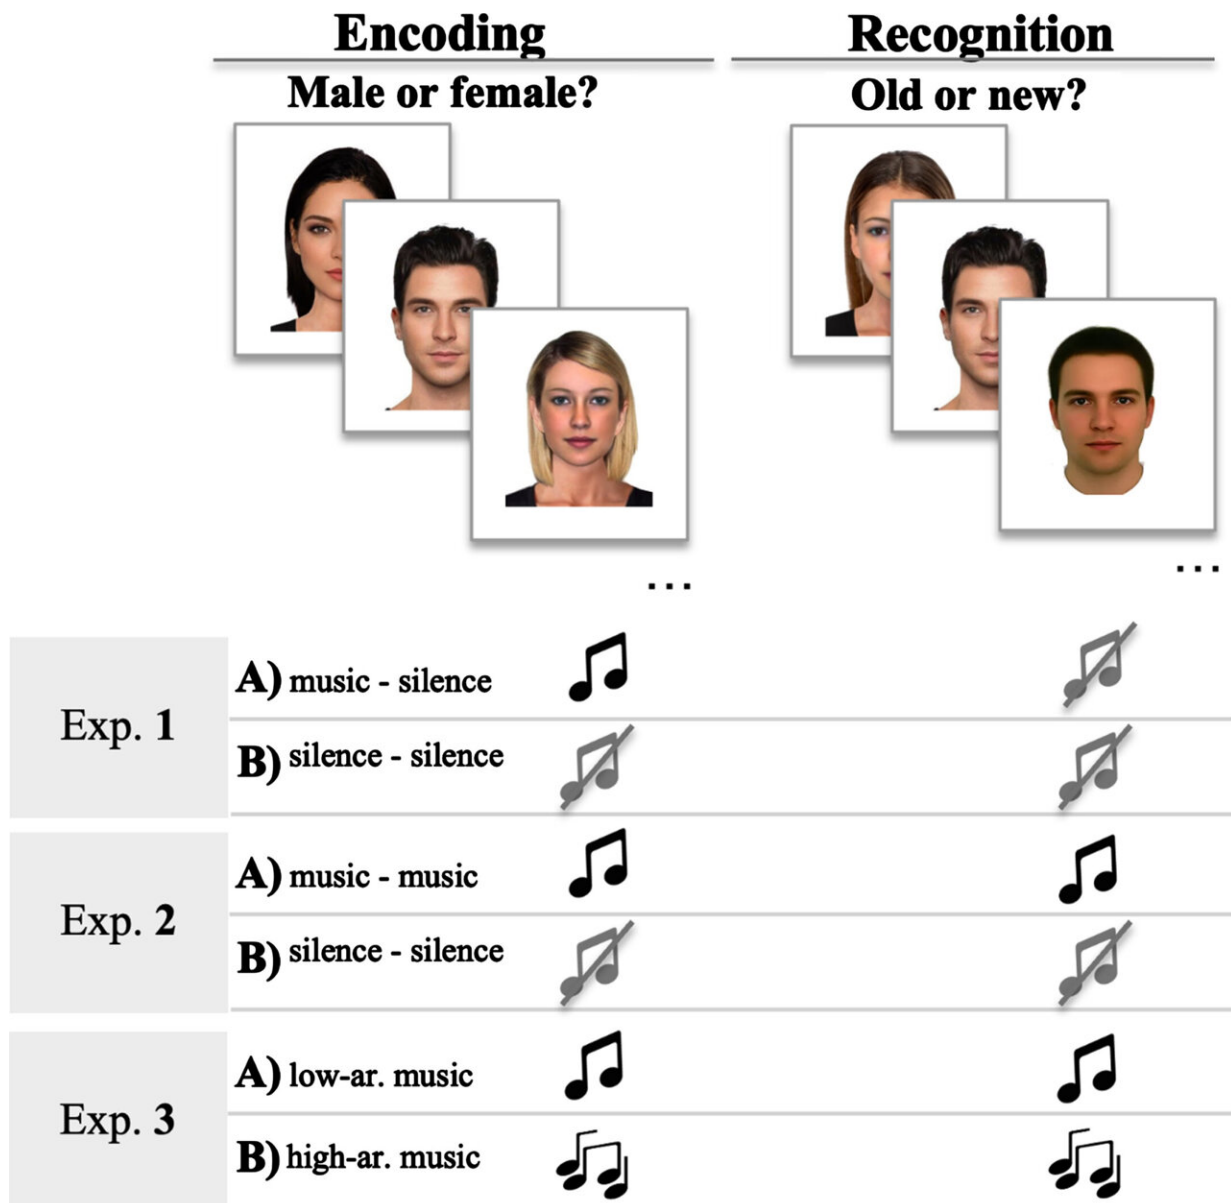 Encoding
Recognition
Male or female?
Old or new?
...
...
Exp. 1
A) music - silence
B) silence - silence
Exp. 2
A) music - music
B) silence - silence
Exp. 3
A) low-ar. music
B) high-ar. music